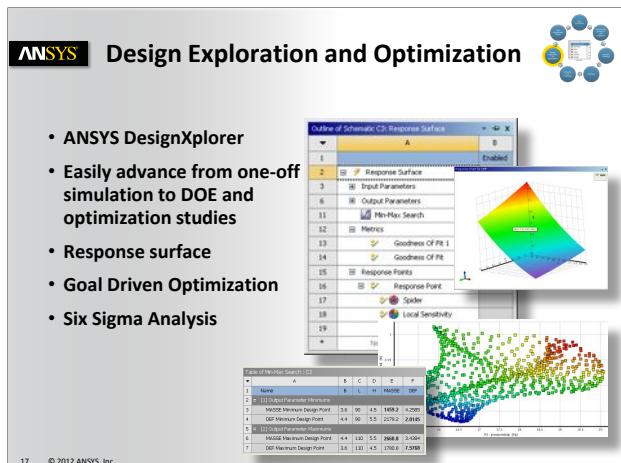 ANSYS
Design Exploration and Optimization
• ANSYS DesignXplorer
• Easily advance from one-off
simulation to DOE and
optimization studies
• Response surface
• Goal Driven Optimization
• Six Sigma Analysis
Outline of Schematic C3: Response Surface
A B
1 Enabled
2 Response Surface
3 Input Parameters
6 Output Parameters
11 Min-Max Search
12 Metrics
13 Goodness Of Fit 1
14 Goodness Of Fit
15 Response Points
16 Response Point
17 Spider
18 Local Sensitivity
19
*
Table of Min-Max Search : C3
A B C D E F
1 Name B L H MASSE DEF
2 [1] Output Parameter Minimums
3 MASSE Minimum Design Point 3.6 90 4.5 1459.2 4.2585
4 DEF Minimum Design Point 4.4 90 5.5 2179.2 2.0145
5 [2] Output Parameter Maximums
6 MASSE Maximum Design Point 4.4 110 5.5 2660.8 3.4384
7 DEF Maximum Design Point 3.6 110 4.5 1780.8 7.5768
17 © 2012 ANSYS, Inc.